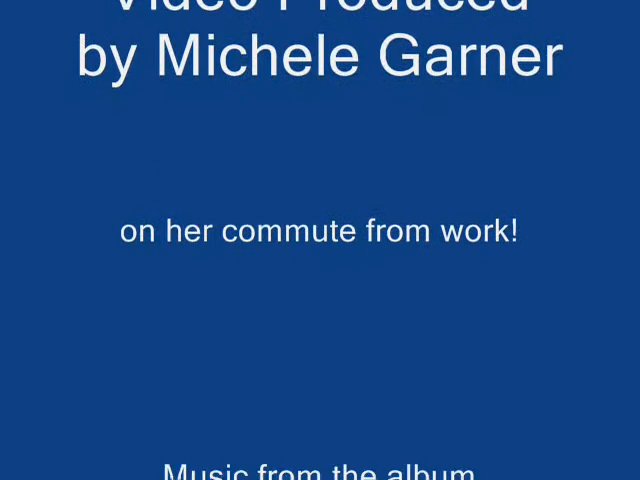 Video Produced
by Michele Garner
on her commute from work!
Music from the album